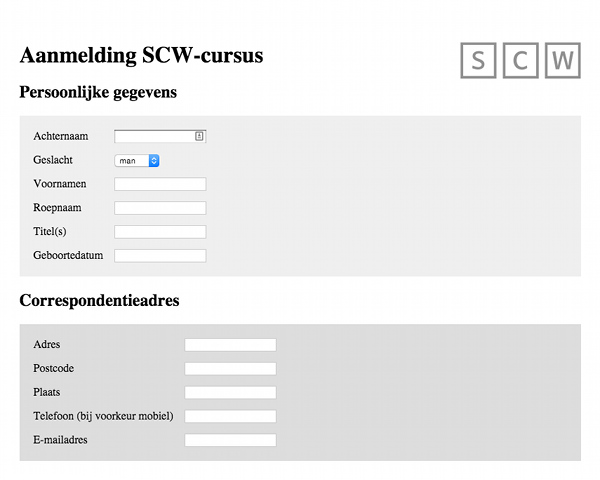 Aanmelding SCW-cursus
S C W
Persoonlijke gegevens
Achternaam
Geslacht man
Voornamen
Roepnaam
Titel(s)
Geboortedatum
Correspondentieadres
Adres
Postcode
Plaats
Telefoon (bij voorkeur mobiel)
E-mailadres